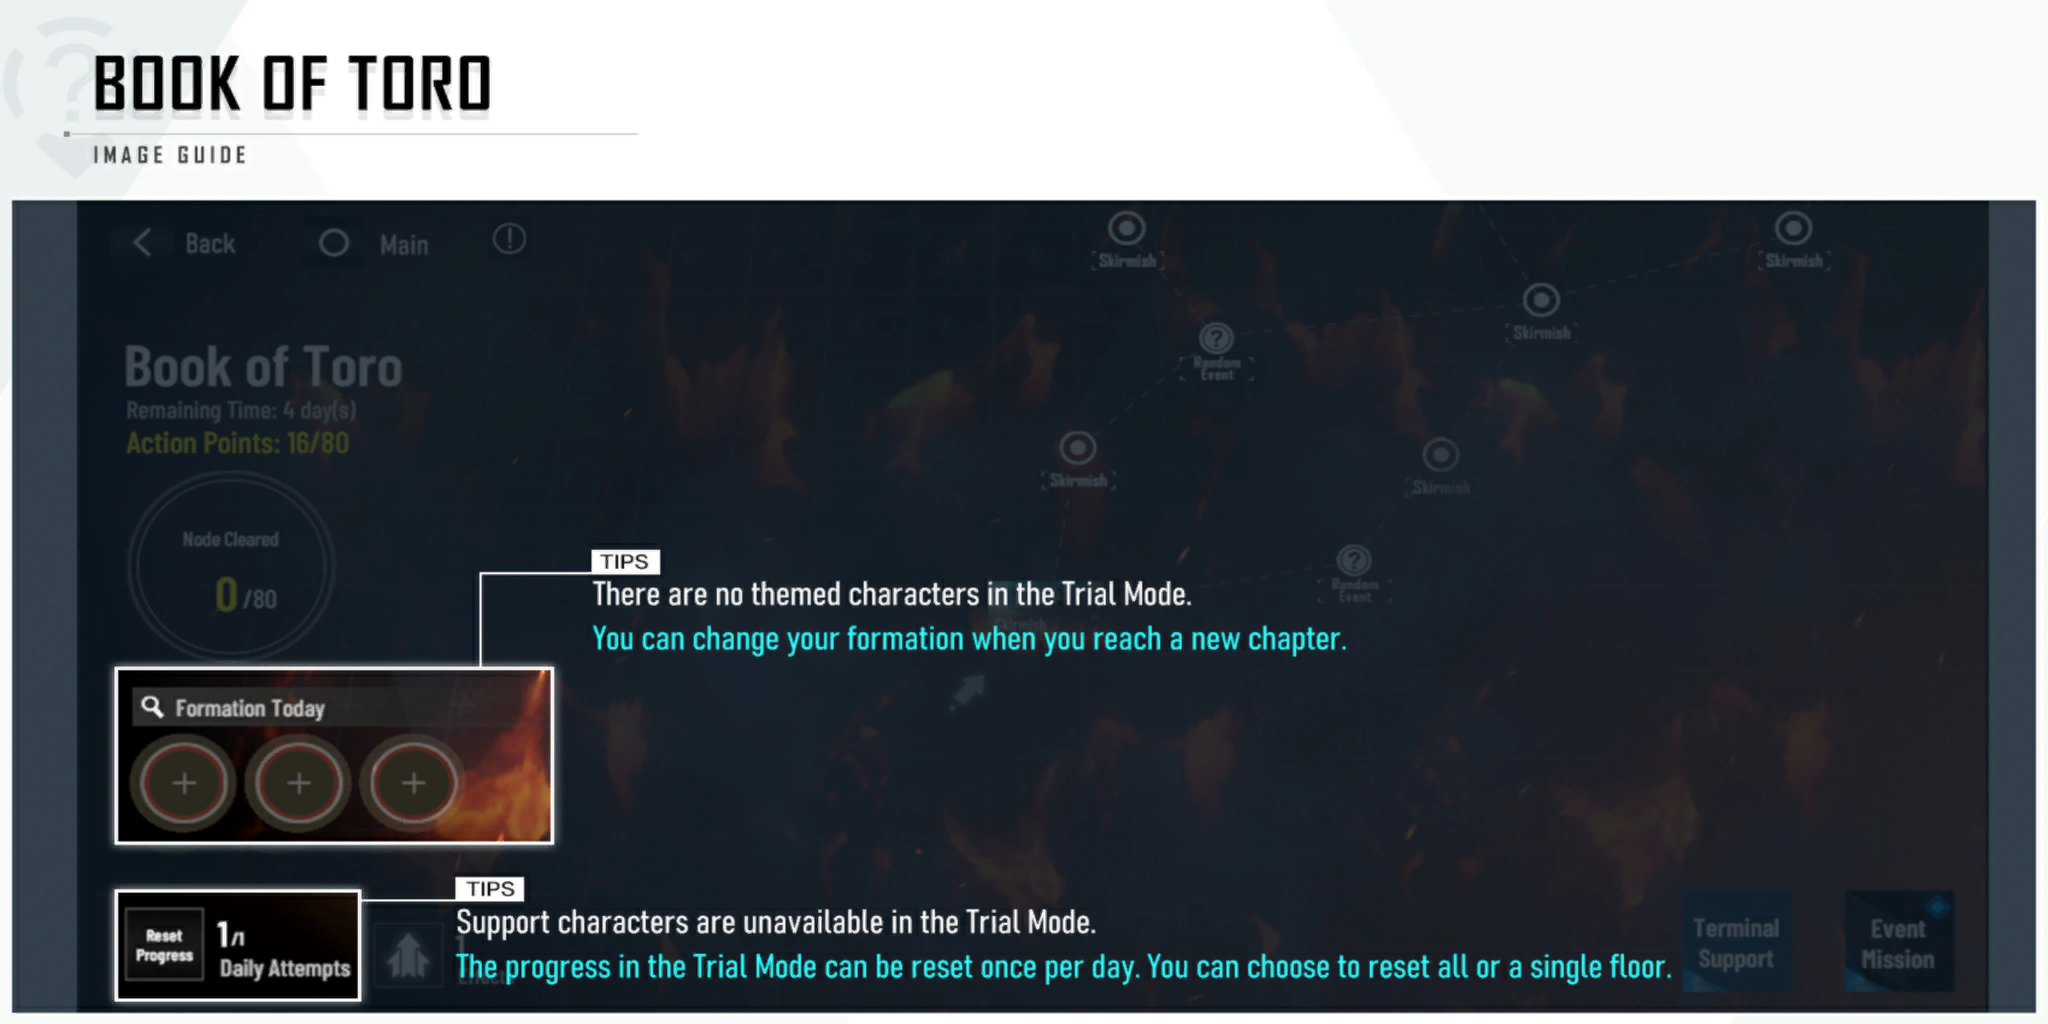 BOOK OF TORO
IMAGE GUIDE
Back
Main
Skirmish
Skirmish
Skirmish
Random
Event
Book of Toro
Remaining Time: 4 day(s)
Action Points: 16/80
Skirmish
Skirmish
Node Cleared
0/80
TIPS
There are no themed characters in the Trial Mode.
You can change your formation when you reach a new chapter.
Random
Event
Skirmish
Formation Today
TIPS
Support characters are unavailable in the Trial Mode.
The progress in the Trial Mode can be reset once per day. You can choose to reset all or a single floor.
Reset
Progress
1/1
Daily Attempts
Terminal
Support
Event
Mission